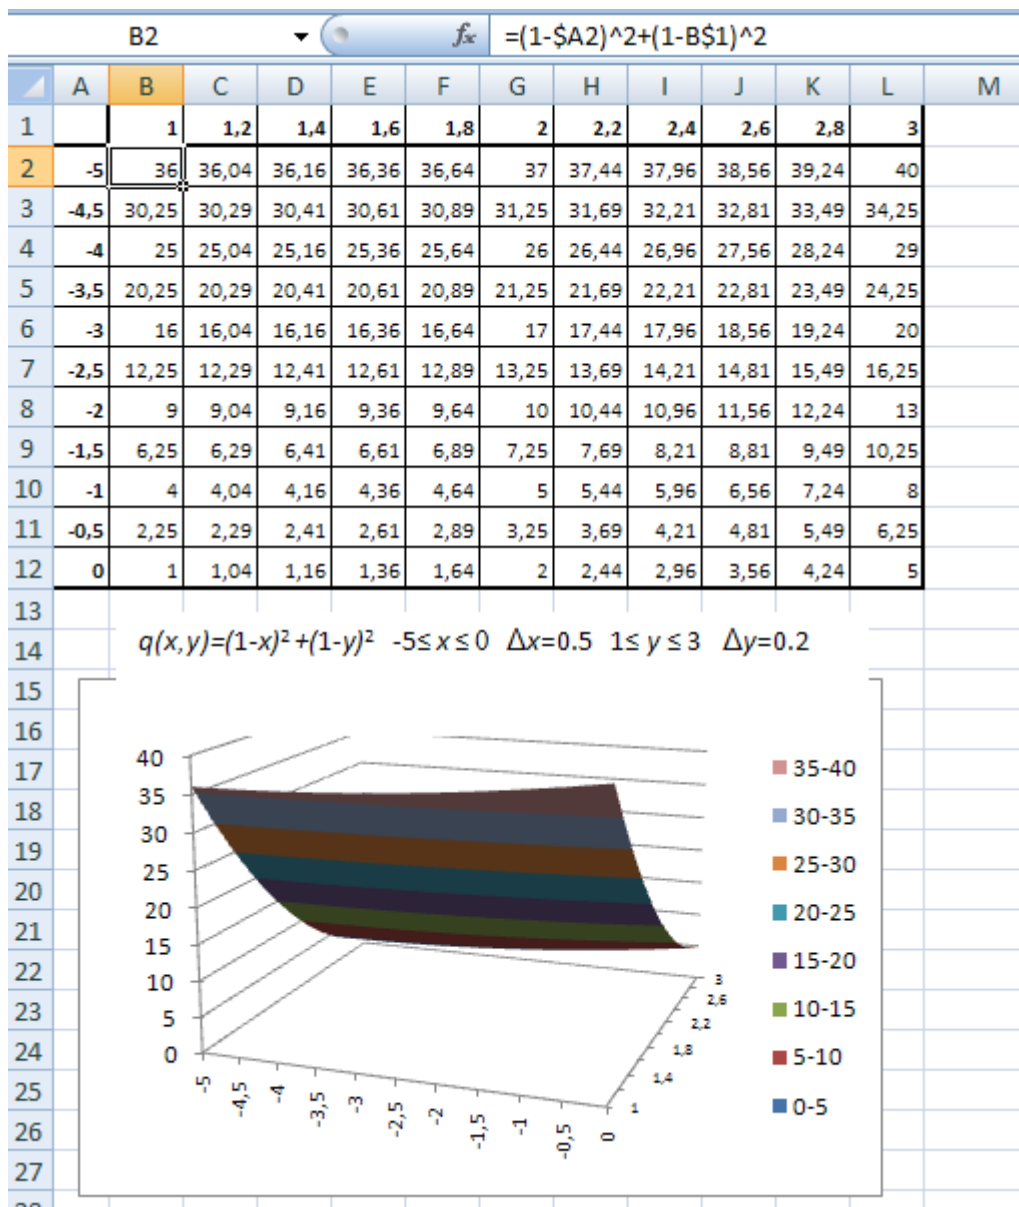 B2 fx =(1-$A2)^2+(1-B$1)^2
A B C D E F G H I J K L M
1 1 1,2 1,4 1,6 1,8 2 2,2 2,4 2,6 2,8 3
2 -5 36 36,04 36,16 36,36 36,64 37 37,44 37,96 38,56 39,24 40
3 -4,5 30,25 30,29 30,41 30,61 30,89 31,25 31,69 32,21 32,81 33,49 34,25
4 -4 25 25,04 25,16 25,36 25,64 26 26,44 26,96 27,56 28,24 29
5 -3,5 20,25 20,29 20,41 20,61 20,89 21,25 21,69 22,21 22,81 23,49 24,25
6 -3 16 16,04 16,16 16,36 16,64 17 17,44 17,96 18,56 19,24 20
7 -2,5 12,25 12,29 12,41 12,61 12,89 13,25 13,69 14,21 14,81 15,49 16,25
8 -2 9 9,04 9,16 9,36 9,64 10 10,44 10,96 11,56 12,24 13
9 -1,5 6,25 6,29 6,41 6,61 6,89 7,25 7,69 8,21 8,81 9,49 10,25
10 -1 4 4,04 4,16 4,36 4,64 5 5,44 5,96 6,56 7,24 8
11 -0,5 2,25 2,29 2,41 2,61 2,89 3,25 3,69 4,21 4,81 5,49 6,25
12 0 1 1,04 1,16 1,36 1,64 2 2,44 2,96 3,56 4,24 5
13
14 q(x,y)=(1-x)²+(1-y)² -5≤ x ≤ 0 Δx=0.5 1≤ y ≤ 3 Δy=0.2
15
16
17
18
19
20
21
22
23
24
25
26
27
40
35
30
25
20
15
10
5
0
-5 -4,5 -4 -3,5 -3 -2,5 -2 -1,5 -1 -0,5 0
3
2,6
2,2
1,8
1,4
1
35-40
30-35
25-30
20-25
15-20
10-15
5-10
0-5